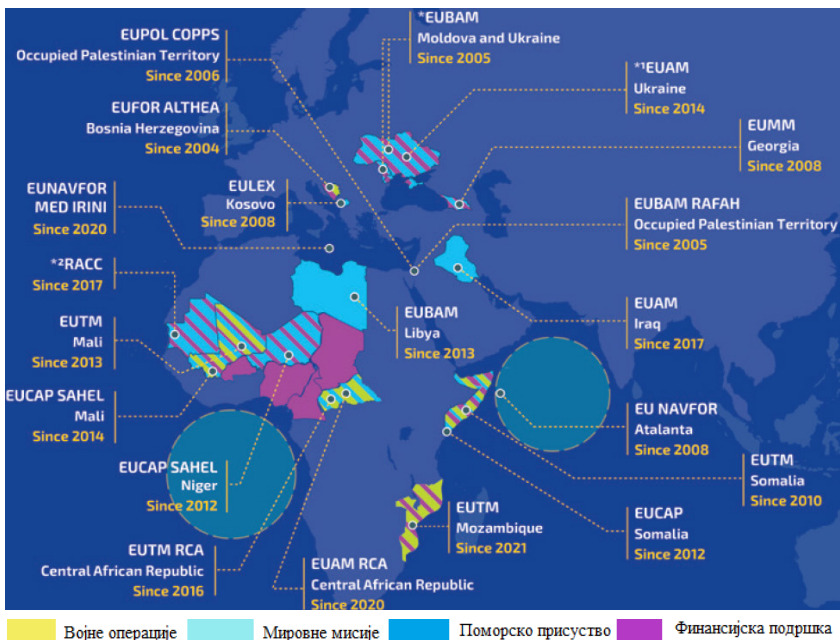 EUPOL COPPS
Occupied Palestinian Territory
Since 2006
*EUBAM
Moldova and Ukraine
Since 2005
*¹EUAM
Ukraine
Since 2014
EUFOR ALTHEA
Bosnia Herzegovina
Since 2004
EUMM
Georgia
Since 2008
EUNAVFOR
MED IRINI
Since 2020
EULEX
Kosovo
Since 2008
EUBAM RAFAH
Occupied Palestinian Territory
Since 2005
*²RACC
Since 2017
EUTM
Mali
Since 2013
EUBAM
Libya
Since 2013
EUAM
Iraq
Since 2017
EUCAP SAHEL
Mali
Since 2014
EU NAVFOR
Atalanta
Since 2008
EUCAP SAHEL
Niger
Since 2012
EUTM
Somalia
Since 2010
EUTM
Mozambique
Since 2021
EUCAP
Somalia
Since 2012
EUTM RCA
Central African Republic
Since 2016
EUAM RCA
Central African Republic
Since 2020
Војне операције
Мировне мисије
Поморско присуство
Финансијска подршка